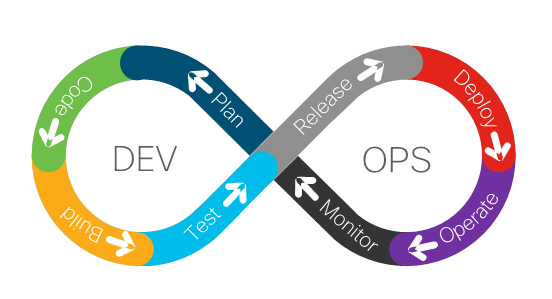 Plan
Code
Build
Test
Release
Deploy
Operate
Monitor
DEV
OPS